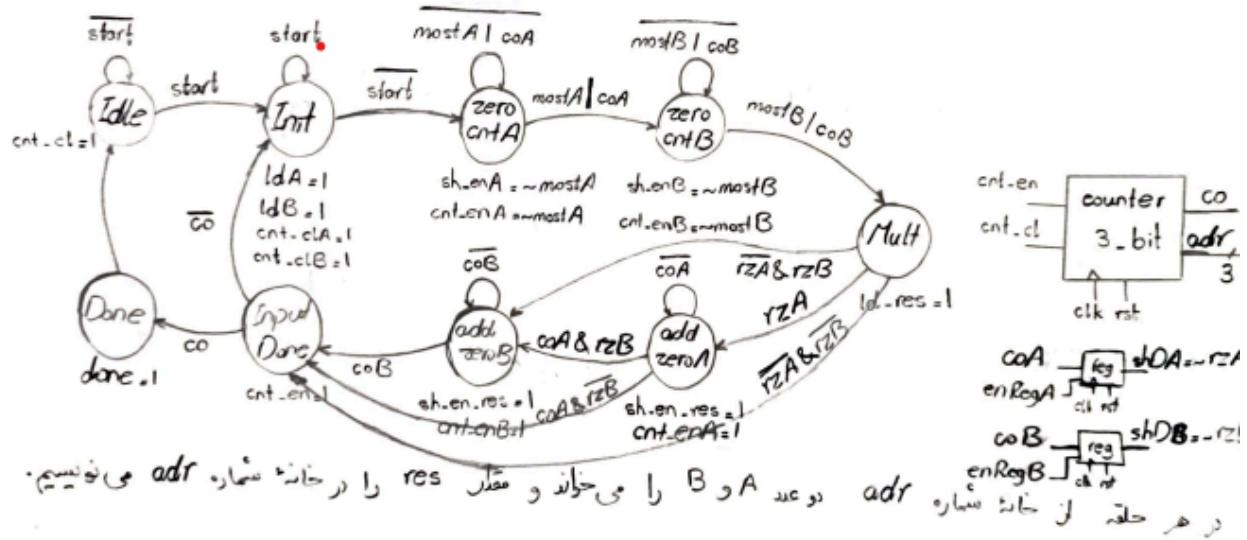 start
start
mostA | coA
mostB | coB
Idle
start
Init
start
zero cntA
mostA | coA
zero cntB
mostB / coB
cnt_cl=1
ldA=1
ldB=1
cnt_clA=1
cnt_clB=1
sh_enA=~mostA
cnt_enA=~mostA
sh_enB=~mostB
cnt_enB=~mostB
Mult
cnt_en
cnt_cl
counter
3_bit
co
adr
3
clk rst
co
coB
coA
rzA & rzB
rzA
rzA & rzB
ld_res=1
Done
done=1
co
Input Done
cnt_en=1
coB
add zeroB
sh_en_res=1
cnt_enB=1
coA & rzB
coA & rzB
add zeroA
sh_en_res=1
cnt_enA=1
coA
enRegA
reg
clk rst
shDA=~rzA
coB
enRegB
reg
clk rst
shDB=~rz
در هر حلقه از خانه شماره adr دو عدد A و B را می‌خواند و مقدار res را در خانه شماره adr می‌نویسیم.